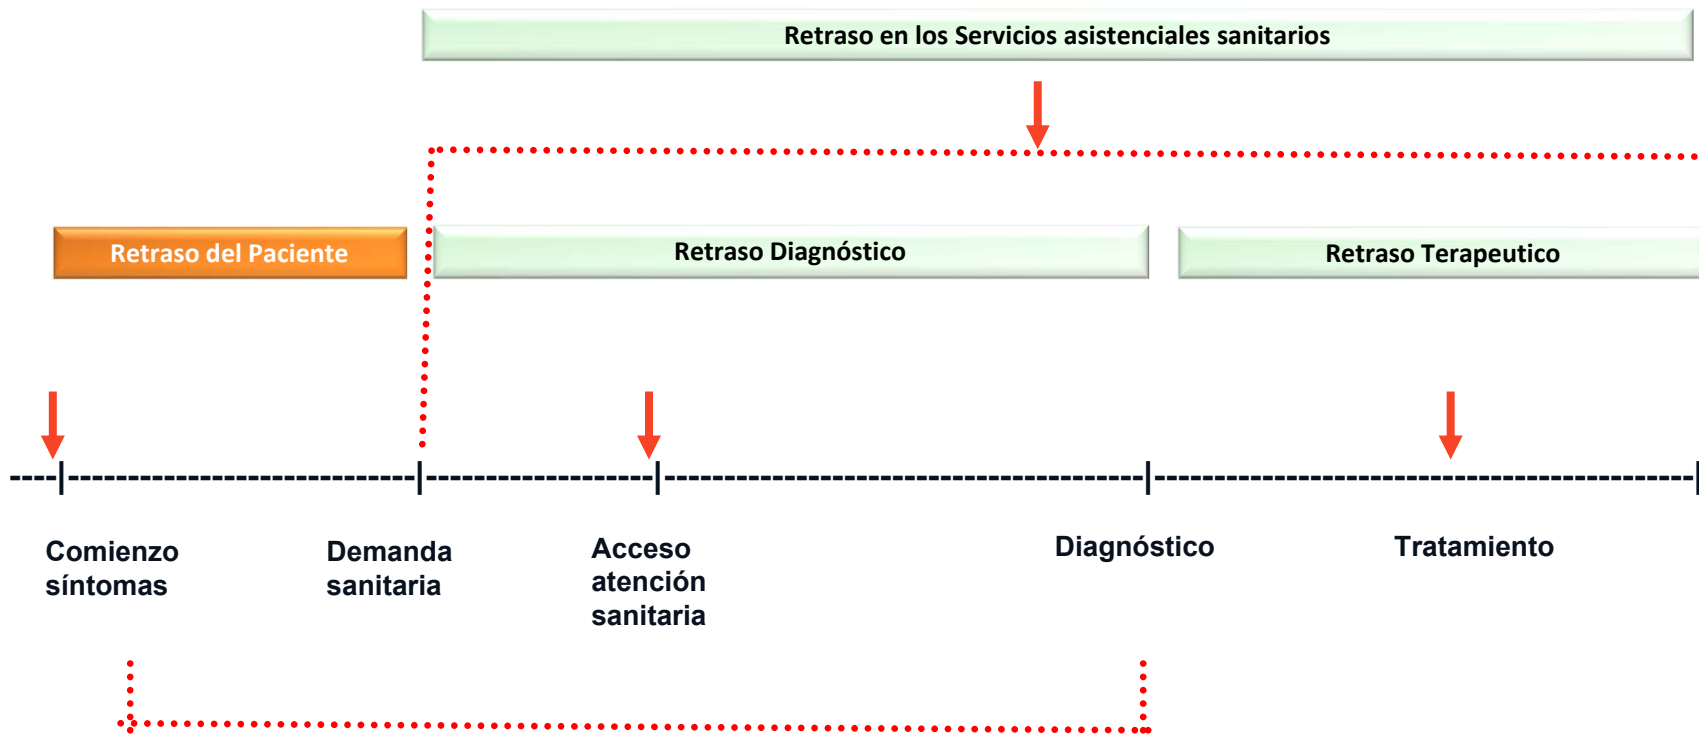 Retraso en los Servicios asistenciales sanitarios
Retraso del Paciente
Retraso Diagnóstico
Retraso Terapeutico
Comienzo
síntomas
Demanda
sanitaria
Acceso
atención
sanitaria
Diagnóstico
Tratamiento